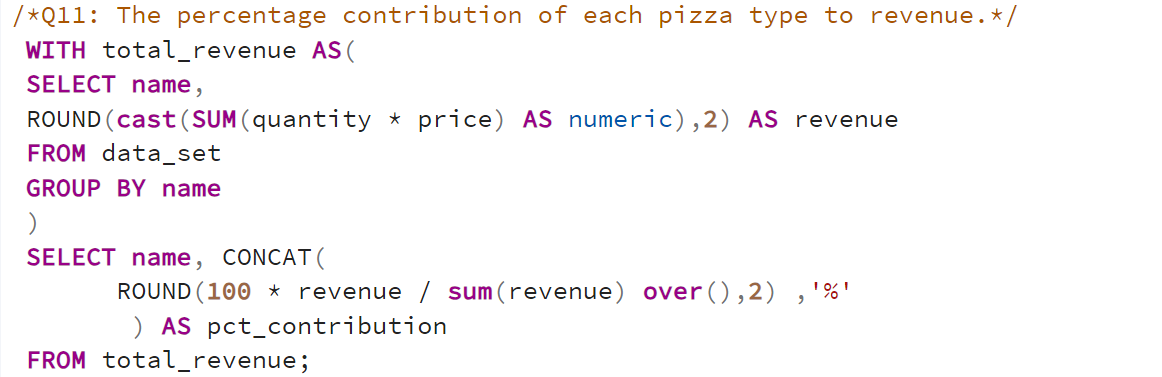 /*Q11: The percentage contribution of each pizza type to revenue.*/
WITH total_revenue AS(
SELECT name,
ROUND(cast(SUM(quantity * price) AS numeric),2) AS revenue
FROM data_set
GROUP BY name
)
SELECT name, CONCAT(
ROUND(100 * revenue / sum(revenue) over(),2) ,'%'
) AS pct_contribution
FROM total_revenue;